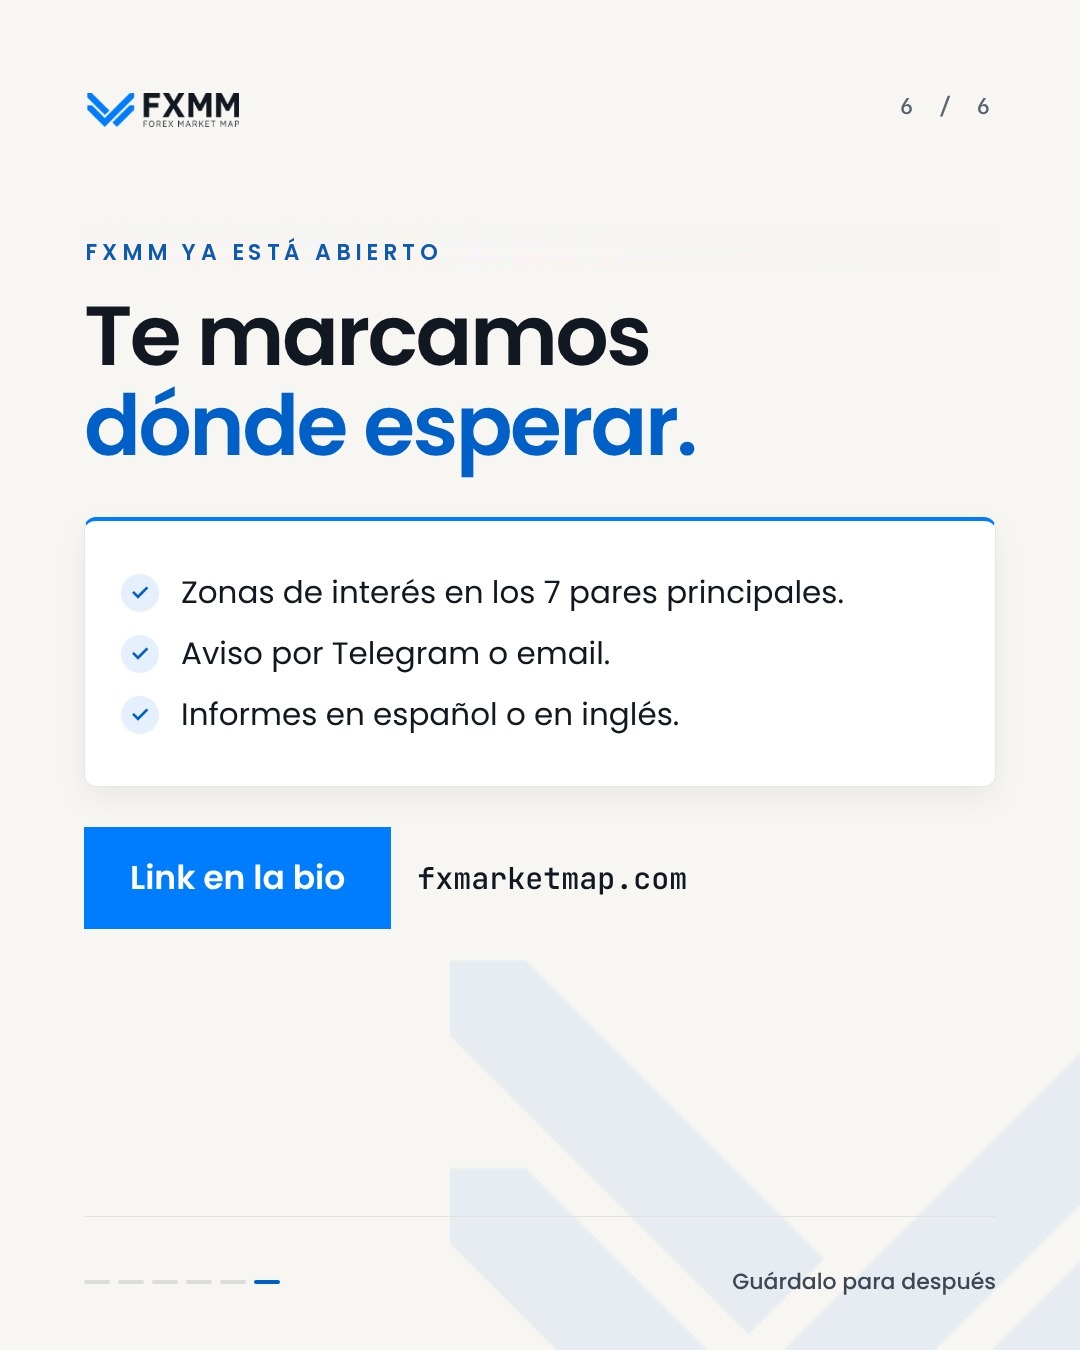 FXMM
FOREX MARKET MAP
6 / 6
FXMM YA ESTÁ ABIERTO
Te marcamos
dónde esperar.
Zonas de interés en los 7 pares principales.
Aviso por Telegram o email.
Informes en español o en inglés.
Link en la bio
fxmarketmap.com
Guárdalo para después